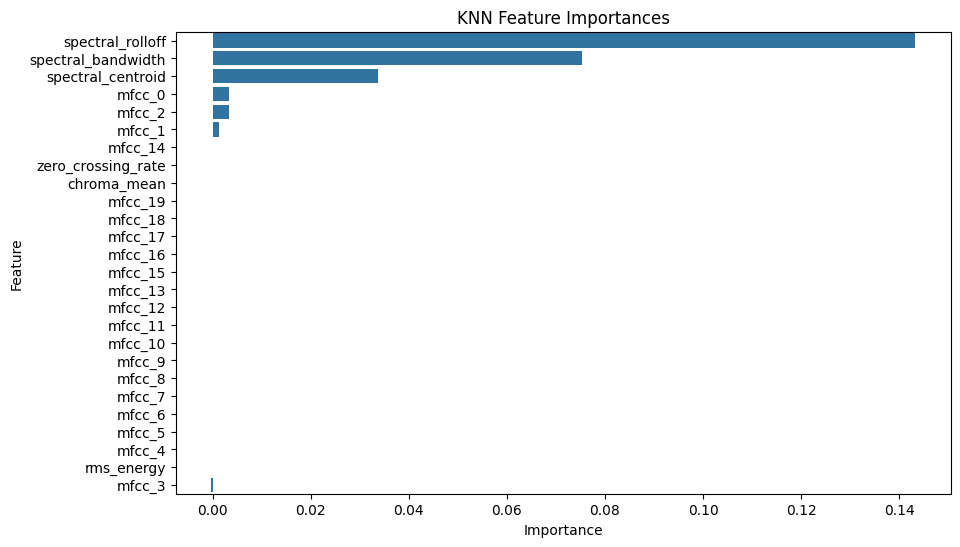 KNN Feature Importances
spectral_rolloff
spectral_bandwidth
spectral_centroid
mfcc_0
mfcc_2
mfcc_1
mfcc_14
zero_crossing_rate
chroma_mean
mfcc_19
mfcc_18
mfcc_17
mfcc_16
mfcc_15
mfcc_13
mfcc_12
mfcc_11
mfcc_10
mfcc_9
mfcc_8
mfcc_7
mfcc_6
mfcc_5
mfcc_4
rms_energy
mfcc_3
Feature
0.00 0.02 0.04 0.06 0.08 0.10 0.12 0.14
Importance